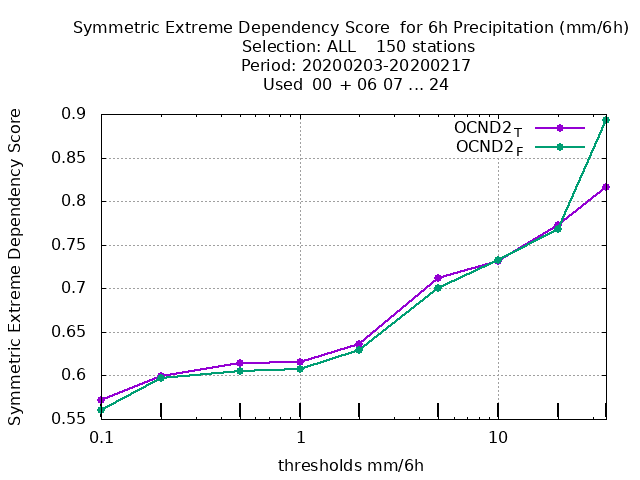 Symmetric Extreme Dependency Score  for 6h Precipitation (mm/6h)
Selection: ALL    150 stations
Period: 20200203-20200217
Used  00 + 06 07 ... 24
OCND2T
OCND2F
Symmetric Extreme Dependency Score
0.9
0.85
0.8
0.75
0.7
0.65
0.6
0.55
0.1 1 10
thresholds mm/6h